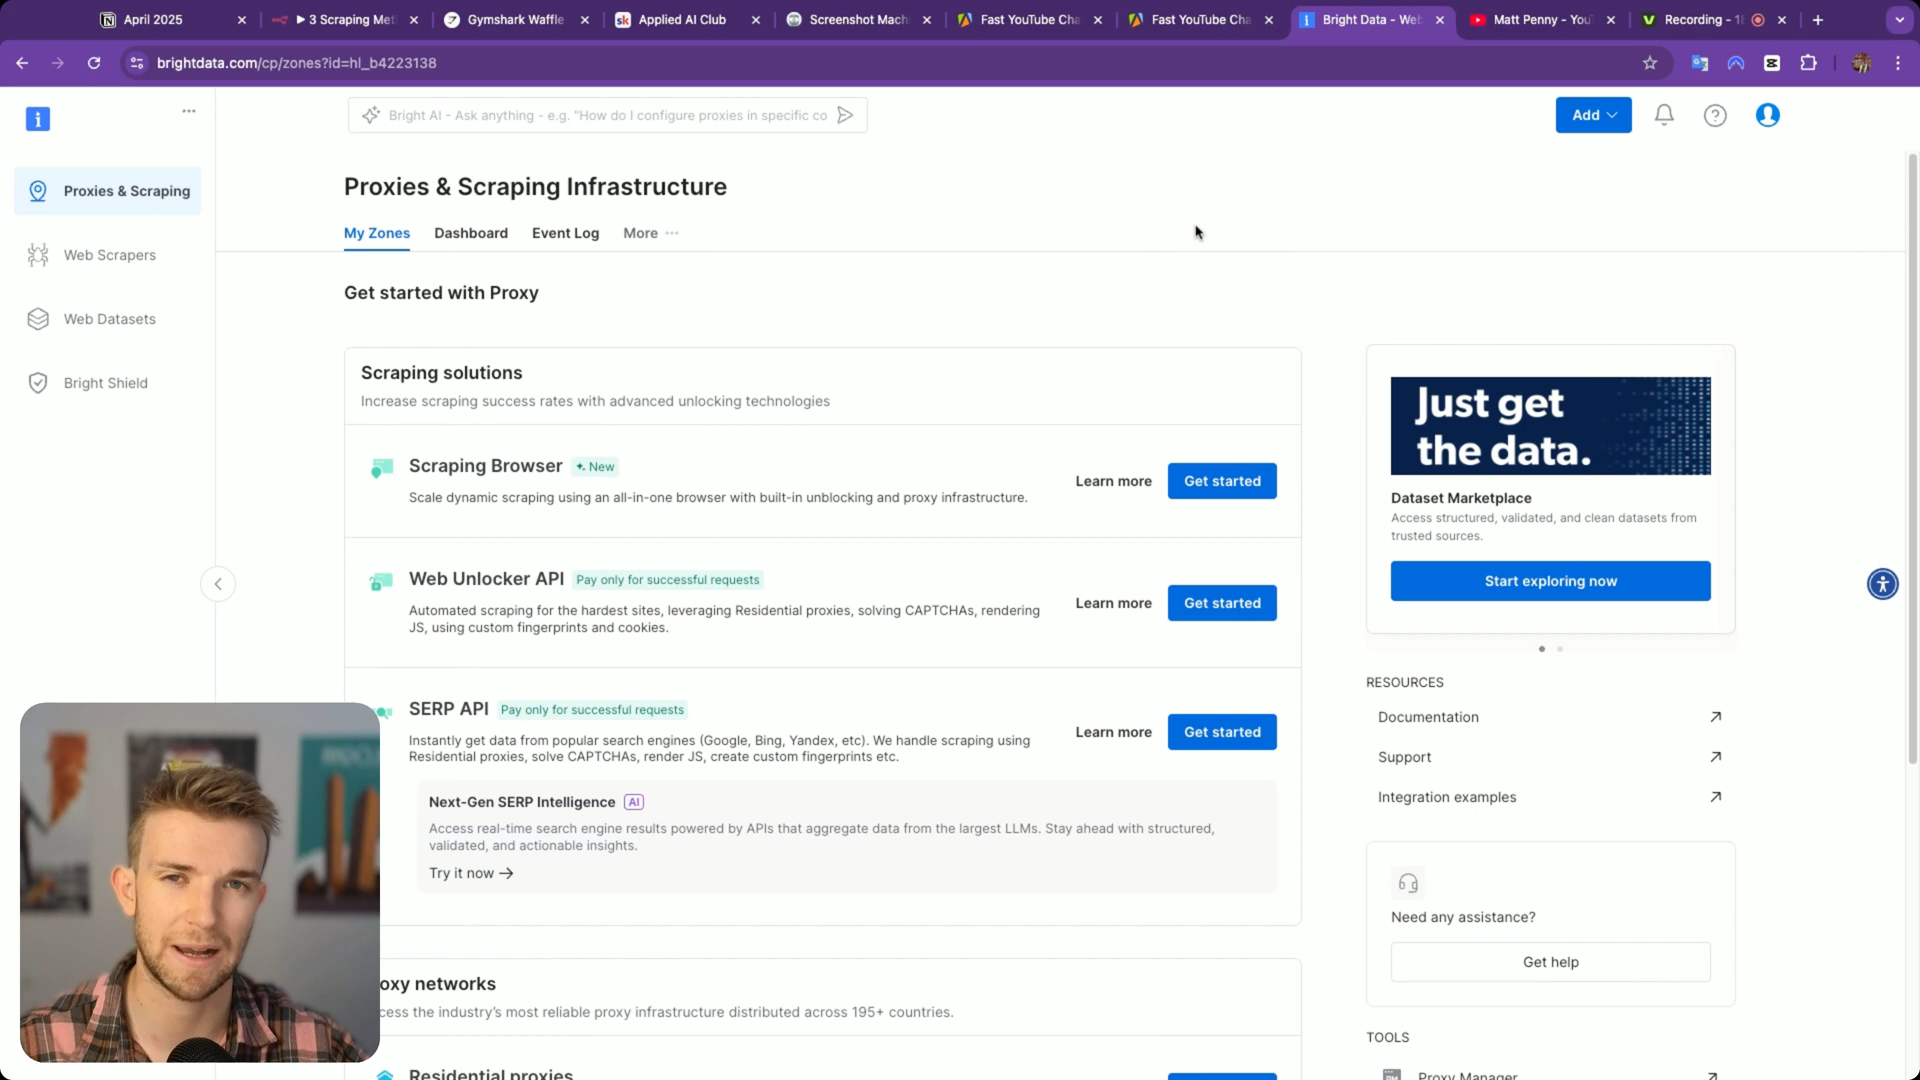 April 2025
3 Scraping Met
Gymshark Waffle
Applied AI Club
Screenshot Mach
Fast YouTube Cha
Fast YouTube Cha
Bright Data - Web
Matt Penny - You
Recording - 18
brightdata.com/cp/zones?id=hl_b4223138
Bright AI - Ask anything - e.g. "How do I configure proxies in specific co
Add
Proxies & Scraping
Web Scrapers
Web Datasets
Bright Shield
Proxies & Scraping Infrastructure
My Zones
Dashboard
Event Log
More
Get started with Proxy
Scraping solutions
Increase scraping success rates with advanced unlocking technologies
Scraping Browser
New
Scale dynamic scraping using an all-in-one browser with built-in unblocking and proxy infrastructure.
Learn more
Get started
Web Unlocker API
Pay only for successful requests
Automated scraping for the hardest sites, leveraging Residential proxies, solving CAPTCHAs, rendering
JS, using custom fingerprints and cookies.
Learn more
Get started
SERP API
Pay only for successful requests
Instantly get data from popular search engines (Google, Bing, Yandex, etc). We handle scraping using
Residential proxies, solve CAPTCHAs, render JS, create custom fingerprints etc.
Learn more
Get started
Next-Gen SERP Intelligence
AI
Access real-time search engine results powered by APIs that aggregate data from the largest LLMs. Stay ahead with structured,
validated, and actionable insights.
Try it now
oxy networks
cess the industry's most reliable proxy infrastructure distributed across 195+ countries.
Residential proxies
Just get
the data.
Dataset Marketplace
Access structured, validated, and clean datasets from
trusted sources.
Start exploring now
RESOURCES
Documentation
Support
Integration examples
Need any assistance?
Get help
TOOLS
Proxy Manager